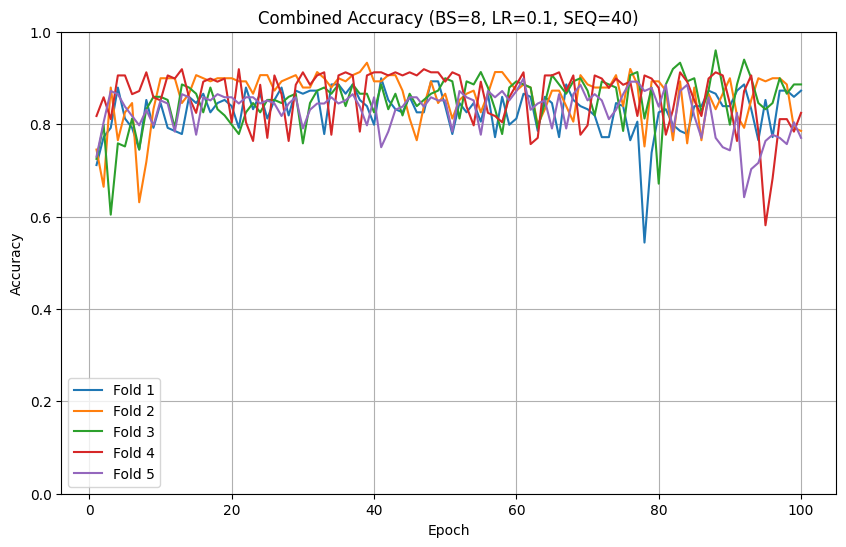 Combined Accuracy (BS=8, LR=0.1, SEQ=40)
1.0
0.8
0.6
0.4
0.2
0.0
Accuracy
Fold 1
Fold 2
Fold 3
Fold 4
Fold 5
0 20 40 60 80 100
Epoch